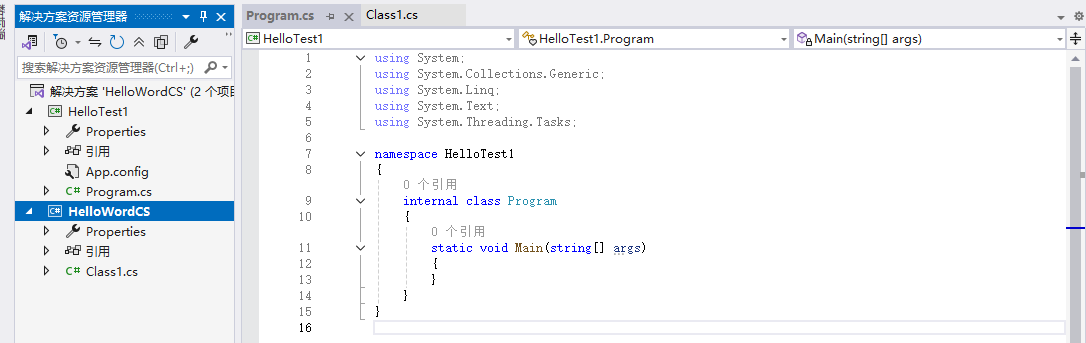 解决方案资源管理器
搜索解决方案资源管理器(Ctrl+;)
解决方案 'HelloWordCS' (2 个项目
HelloTest1
Properties
引用
App.config
C# Program.cs
HelloWordCS
Properties
引用
C# Class1.cs
Program.cs
Class1.cs
C# HelloTest1
HelloTest1.Program
Main(string[] args)
1 using System;
2 using System.Collections.Generic;
3 using System.Linq;
4 using System.Text;
5 using System.Threading.Tasks;
6
7 namespace HelloTest1
8 {
0 个引用
9 internal class Program
10 {
0 个引用
11 static void Main(string[] args)
12 {
13 }
14 }
15 }
16